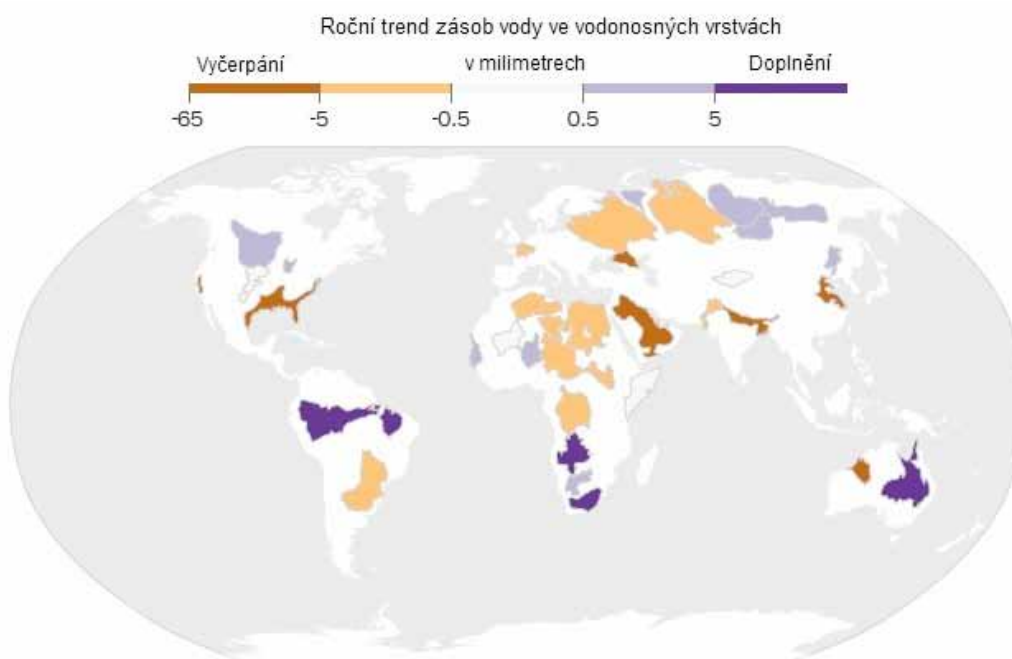 Roční trend zásob vody ve vodonosných vrstvách
Vyčerpání v milimetrech Doplnění
-65 -5 -0.5 0.5 5